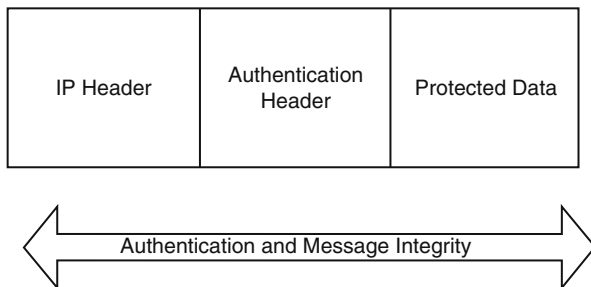 IP Header
Authentication
Header
Protected Data
Authentication and Message Integrity